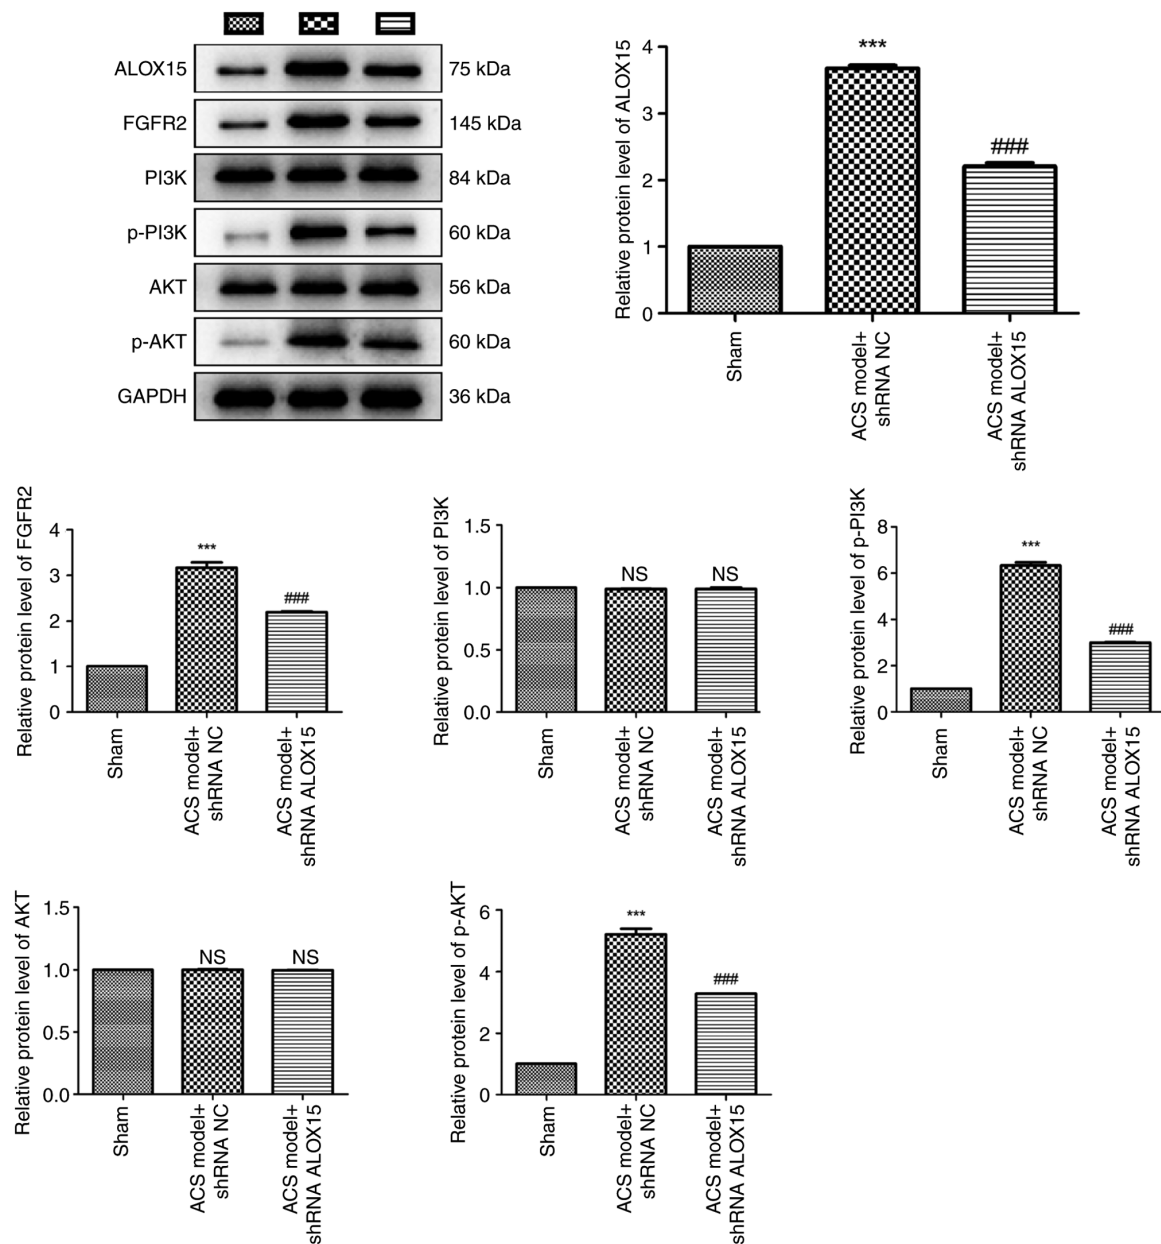 ALOX15 75 kDa
FGFR2 145 kDa
PI3K 84 kDa
p-PI3K 60 kDa
AKT 56 kDa
p-AKT 60 kDa
GAPDH 36 kDa
Relative protein level of ALOX15
4
3
2
1
0
***
###
Sham
ACS model+
shRNA NC
ACS model+
shRNA ALOX15
Relative protein level of FGFR2
4
3
2
1
0
***
###
Sham
ACS model+
shRNA NC
ACS model+
shRNA ALOX15
Relative protein level of PI3K
1.5
1.0
0.5
0.0
NS
NS
Sham
ACS model+
shRNA NC
ACS model+
shRNA ALOX15
Relative protein level of p-PI3K
8
6
4
2
0
***
###
Sham
ACS model+
shRNA NC
ACS model+
shRNA ALOX15
Relative protein level of AKT
1.5
1.0
0.5
0.0
NS
NS
Sham
ACS model+
shRNA NC
ACS model+
shRNA ALOX15
Relative protein level of p-AKT
6
4
2
0
***
###
Sham
ACS model+
shRNA NC
ACS model+
shRNA ALOX15